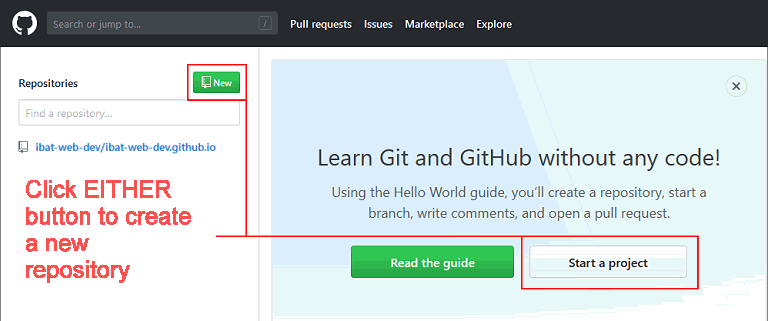 Search or jump to...
/
Pull requests
Issues
Marketplace
Explore
Repositories
New
Find a repository...
ibat-web-dev/ibat-web-dev.github.io
Click EITHER
button to create
a new
repository
Learn Git and GitHub without any code!
Using the Hello World guide, you’ll create a repository, start a
branch, write comments, and open a pull request.
Read the guide
Start a project